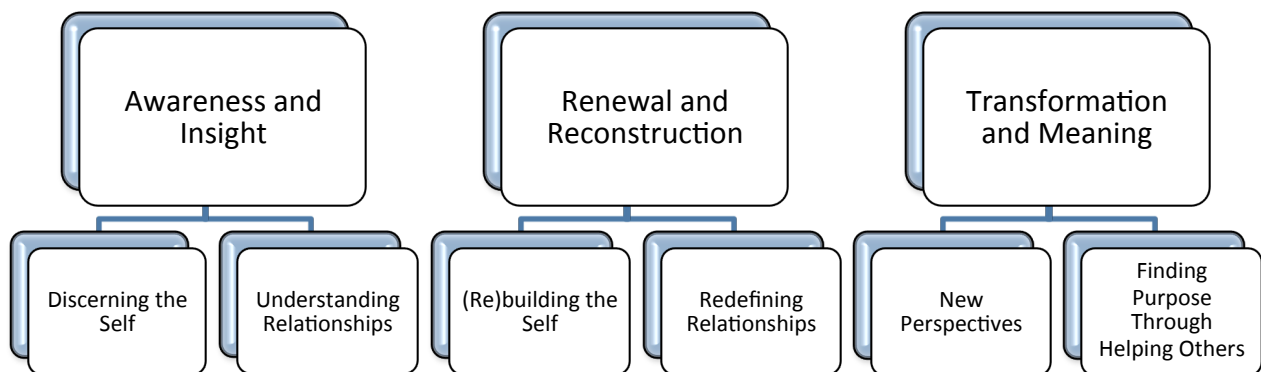 Awareness and
Insight
Renewal and
Reconstruction
Transformation
and Meaning
Discerning the
Self
Understanding
Relationships
(Re)building the
Self
Redefining
Relationships
New
Perspectives
Finding
Purpose
Through
Helping Others